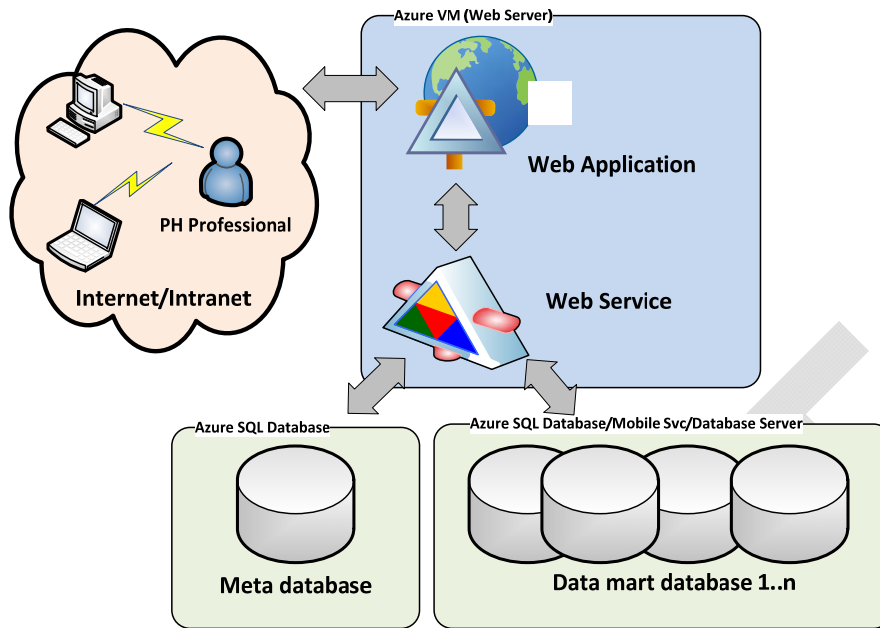 Azure VM (Web Server)
Web Application
PH Professional
Internet/Intranet
Web Service
Azure SQL Database
Azure SQL Database/Mobile Svc/Database Server
Meta database
Data mart database 1..n